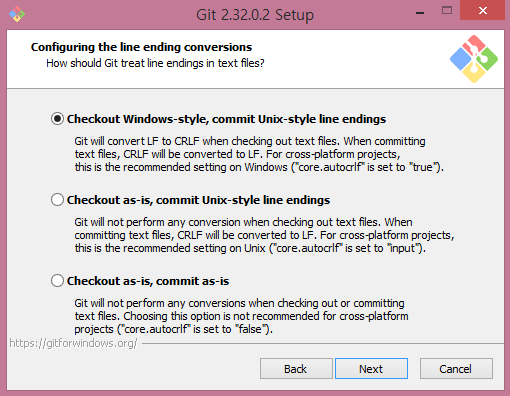 Git 2.32.0.2 Setup
Configuring the line ending conversions
How should Git treat line endings in text files?
Checkout Windows-style, commit Unix-style line endings
Git will convert LF to CRLF when checking out text files. When committing
text files, CRLF will be converted to LF. For cross-platform projects,
this is the recommended setting on Windows ("core.autocrlf" is set to "true").
Checkout as-is, commit Unix-style line endings
Git will not perform any conversion when checking out text files. When
committing text files, CRLF will be converted to LF. For cross-platform projects,
this is the recommended setting on Unix ("core.autocrlf" is set to "input").
Checkout as-is, commit as-is
Git will not perform any conversions when checking out or committing
text files. Choosing this option is not recommended for cross-platform
projects ("core.autocrlf" is set to "false").
https://gitforwindows.org/
Back Next Cancel